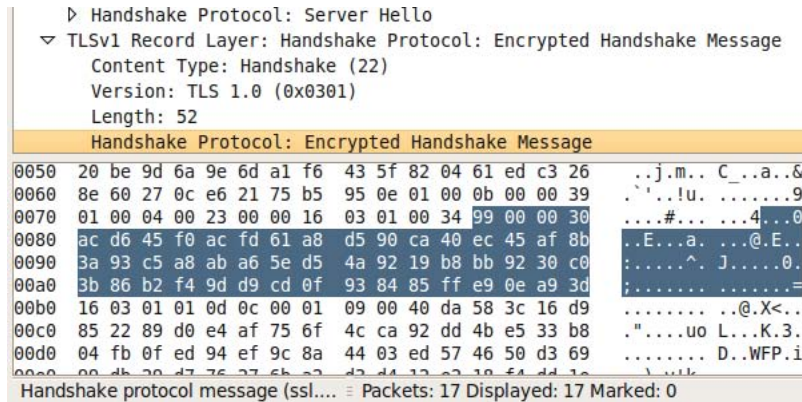 ▷ Handshake Protocol: Server Hello
▽ TLSv1 Record Layer: Handshake Protocol: Encrypted Handshake Message
Content Type: Handshake (22)
Version: TLS 1.0 (0x0301)
Length: 52
Handshake Protocol: Encrypted Handshake Message
0050 20 be 9d 6a 9e 6d a1 f6 43 5f 82 04 61 ed c3 26 ..j.m.. C_..a..&
0060 8e 60 27 0c e6 21 75 b5 95 0e 01 00 0b 00 00 39 .`'..!u. .......9
0070 01 00 04 00 23 00 00 16 03 01 00 34 99 00 00 30 ....#... ...4...0
0080 ac d6 45 f0 ac fd 61 a8 d5 90 ca 40 ec 45 af 8b ..E...a. ...@.E..
0090 3a 93 c5 a8 ab a6 5e d5 4a 92 19 b8 bb 92 30 c0 :.....^. J.....0.
00a0 3b 86 b2 f4 9d d9 cd 0f 93 84 85 ff e9 0e a9 3d ;....... .......=
00b0 16 03 01 01 0d 0c 00 01 09 00 40 da 58 3c 16 d9 ........ ..@.X<..
00c0 85 22 89 d0 e4 af 75 6f 4c ca 92 dd 4b e5 33 b8 ."....uo L...K.3.
00d0 04 fb 0f ed 94 ef 9c 8a 44 03 ed 57 46 50 d3 69 ........ D..WFP.i
Handshake protocol message (ssl.... Packets: 17 Displayed: 17 Marked: 0